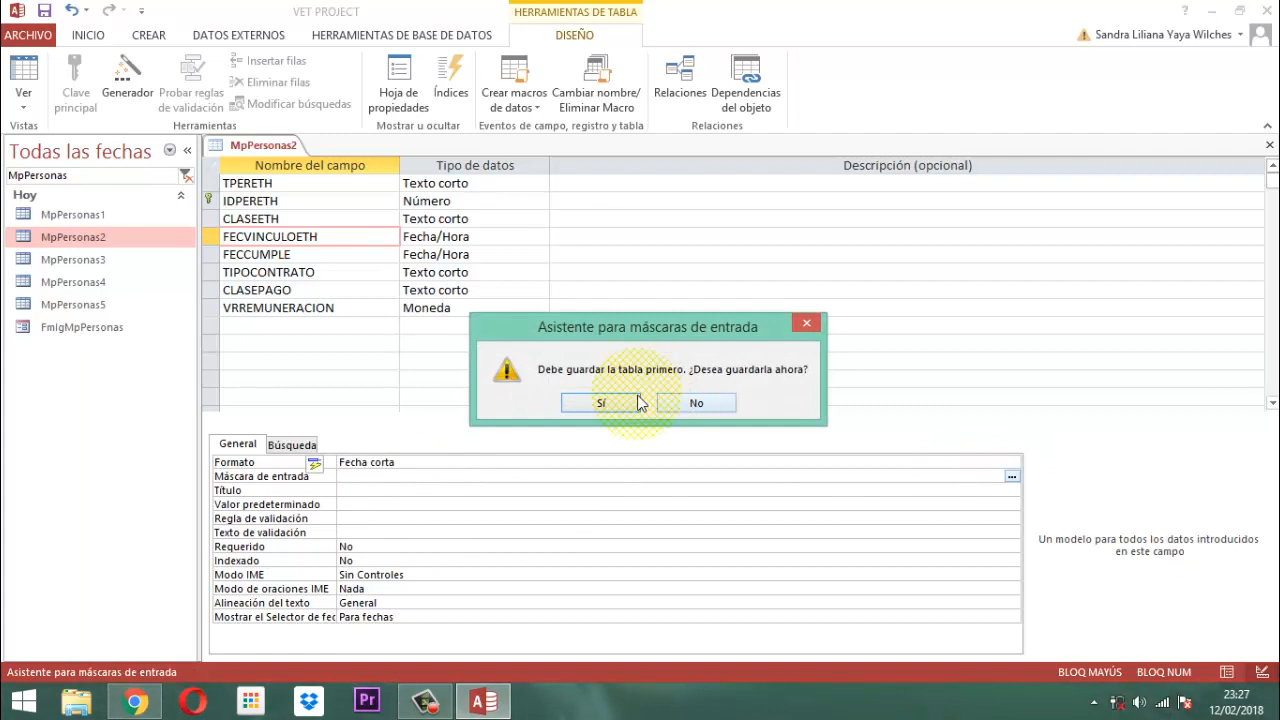 VET PROJECT
HERRAMIENTAS DE TABLA
ARCHIVO INICIO CREAR DATOS EXTERNOS HERRAMIENTAS DE BASE DE DATOS DISEÑO
Sandra Liliana Yaya Wilches
Ver
Clave principal
Generador
Probar reglas de validación
Insertar filas
Eliminar filas
Modificar búsquedas
Hoja de propiedades
Índices
Crear macros de datos
Cambiar nombre/ Eliminar Macro
Relaciones
Dependencias del objeto
Vistas
Herramientas
Mostrar u ocultar
Eventos de campo, registro y tabla
Relaciones
Todas las fechas
MpPersonas
Hoy
MpPersonas1
MpPersonas2
MpPersonas3
MpPersonas4
MpPersonas5
FmIgMpPersonas
MpPersonas2
Nombre del campo Tipo de datos Descripción (opcional)
TPERETH Texto corto
IDPERETH Número
CLASEETH Texto corto
FECVINCULOETH Fecha/Hora
FECCUMPLE Fecha/Hora
TIPOCONTRATO Texto corto
CLASEPAGO Texto corto
VRREMUNERACION Moneda
Asistente para máscaras de entrada
Debe guardar la tabla primero. ¿Desea guardarla ahora?
Sí No
General Búsqueda
Formato Fecha corta
Máscara de entrada
Título
Valor predeterminado
Regla de validación
Texto de validación
Requerido No
Indexado No
Modo IME Sin Controles
Modo de oraciones IME Nada
Alineación del texto General
Mostrar el Selector de fec Para fechas
Un modelo para todos los datos introducidos
en este campo
Asistente para máscaras de entrada
BLOQ MAYÚS BLOQ NUM
Pr
23:27
12/02/2018